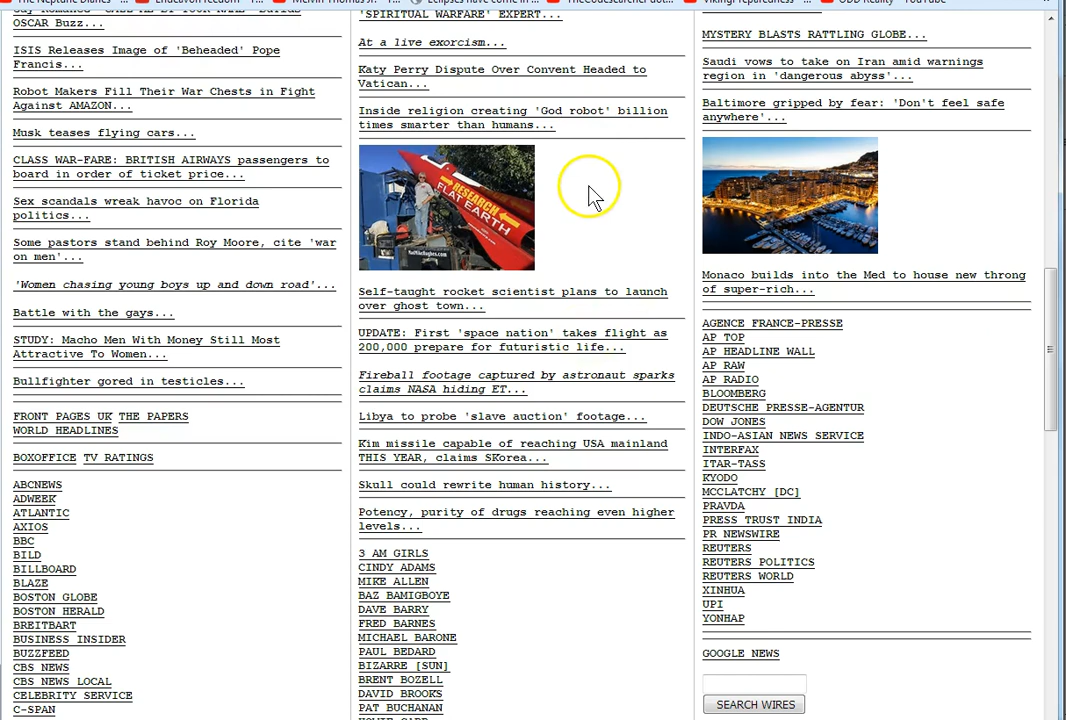 OSCAR Buzz...
ISIS Releases Image of 'Beheaded' Pope
Francis...
Robot Makers Fill Their War Chests in Fight
Against AMAZON...
Musk teases flying cars...
CLASS WAR-FARE: BRITISH AIRWAYS passengers to
board in order of ticket price...
Sex scandals wreak havoc on Florida
politics...
Some pastors stand behind Roy Moore, cite 'war
on men'...
'Women chasing young boys up and down road'...
Battle with the gays...
STUDY: Macho Men With Money Still Most
Attractive To Women...
Bullfighter gored in testicles...
FRONT PAGES UK THE PAPERS
WORLD HEADLINES
BOXOFFICE TV RATINGS
ABCNEWS
ADWEEK
ATLANTIC
AXIOS
BBC
BILD
BILLBOARD
BLAZE
BOSTON GLOBE
BOSTON HERALD
BREITBART
BUSINESS INSIDER
BUZZFEED
CBS NEWS
CBS NEWS LOCAL
CELEBRITY SERVICE
C-SPAN
'SPIRITUAL WARFARE' EXPERT...
At a live exorcism...
Katy Perry Dispute Over Convent Headed to
Vatican...
Inside religion creating 'God robot' billion
times smarter than humans...
RESEARCH
FLAT EARTH
Self-taught rocket scientist plans to launch
over ghost town...
UPDATE: First 'space nation' takes flight as
200,000 prepare for futuristic life...
Fireball footage captured by astronaut sparks
claims NASA hiding ET...
Libya to probe 'slave auction' footage...
Kim missile capable of reaching USA mainland
THIS YEAR, claims SKorea...
Skull could rewrite human history...
Potency, purity of drugs reaching even higher
levels...
3 AM GIRLS
CINDY ADAMS
MIKE ALLEN
BAZ BAMIGBOYE
DAVE BARRY
FRED BARNES
MICHAEL BARONE
PAUL BEDARD
BIZARRE [SUN]
BRENT BOZELL
DAVID BROOKS
PAT BUCHANAN
MYSTERY BLASTS RATTLING GLOBE...
Saudi vows to take on Iran amid warnings
region in 'dangerous abyss'...
Baltimore gripped by fear: 'Don't feel safe
anywhere'...
Monaco builds into the Med to house new throng
of super-rich...
AGENCE FRANCE-PRESSE
AP TOP
AP HEADLINE WALL
AP RAW
AP RADIO
BLOOMBERG
DEUTSCHE PRESSE-AGENTUR
DOW JONES
INDO-ASIAN NEWS SERVICE
INTERFAX
ITAR-TASS
KYODO
MCCLATCHY [DC]
PRAVDA
PRESS TRUST INDIA
PR NEWSWIRE
REUTERS
REUTERS POLITICS
REUTERS WORLD
XINHUA
UPI
YONHAP
GOOGLE NEWS
SEARCH WIRES